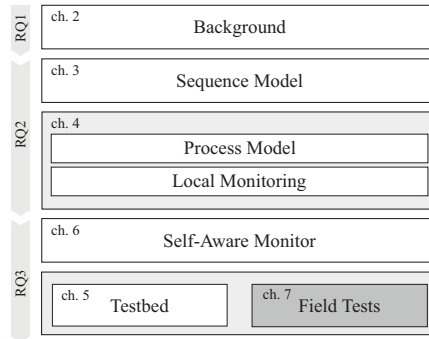 RQ1
ch. 2
Background
RQ2
ch. 3
Sequence Model
ch. 4
Process Model
Local Monitoring
RQ3
ch. 6
Self-Aware Monitor
ch. 5
Testbed
ch. 7
Field Tests